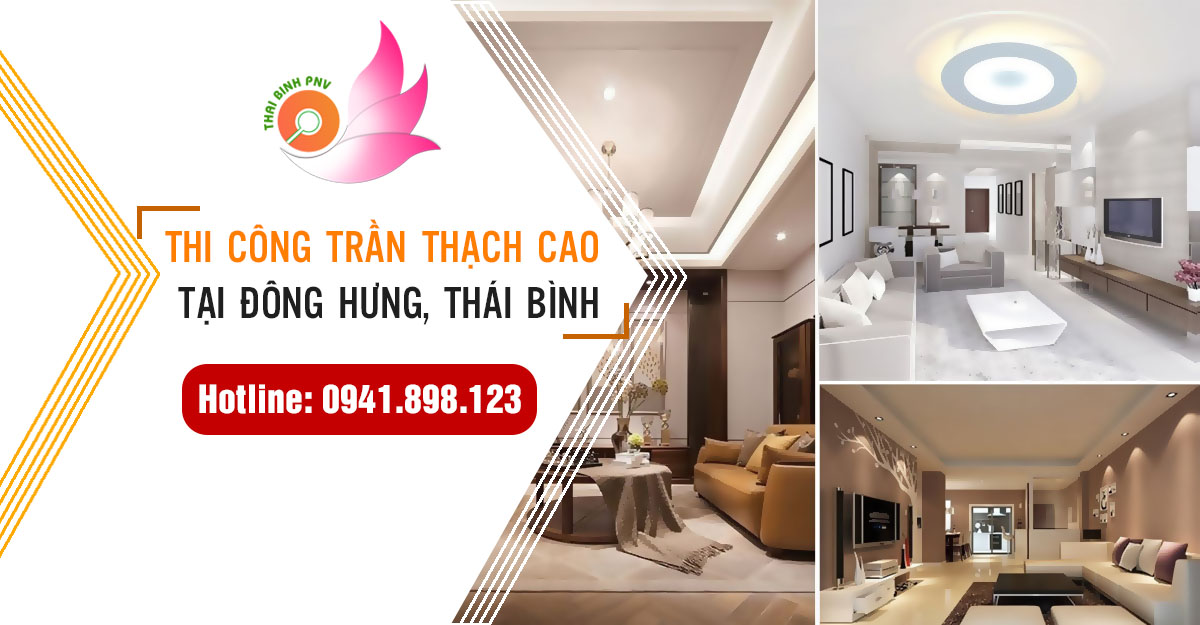 THAI BINH PNV
THI CÔNG TRẦN THẠCH CAO
TẠI ĐÔNG HƯNG, THÁI BÌNH
Hotline: 0941.898.123